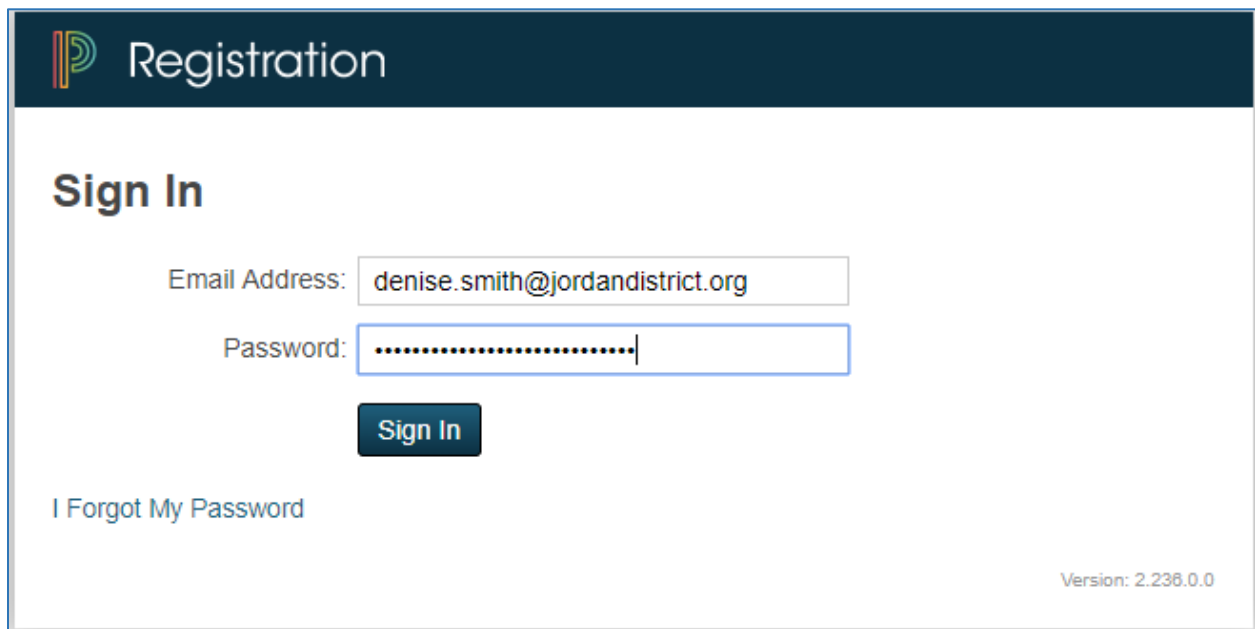 Registration
Sign In
Email Address: denise.smith@jordandistrict.org
Password: ••••••••••••••••••••••••••••
Sign In
I Forgot My Password
Version: 2.236.0.0